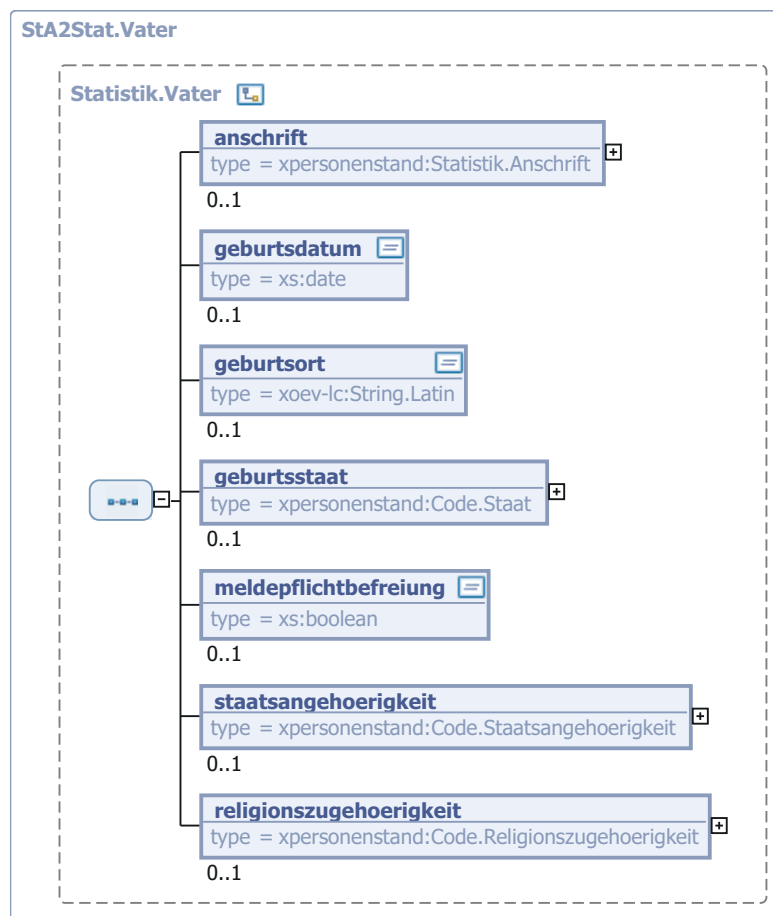 StA2Stat.Vater
Statistik.Vater
anschrift
type = xpersonenstand:Statistik.Anschrift
0..1
geburtsdatum
type = xs:date
0..1
geburtsort
type = xoev-lc:String.Latin
0..1
geburtsstaat
type = xpersonenstand:Code.Staat
0..1
meldepflichtbefreiung
type = xs:boolean
0..1
staatsangehoerigkeit
type = xpersonenstand:Code.Staatsangehoerigkeit
0..1
religionszugehoerigkeit
type = xpersonenstand:Code.Religionszugehoerigkeit
0..1